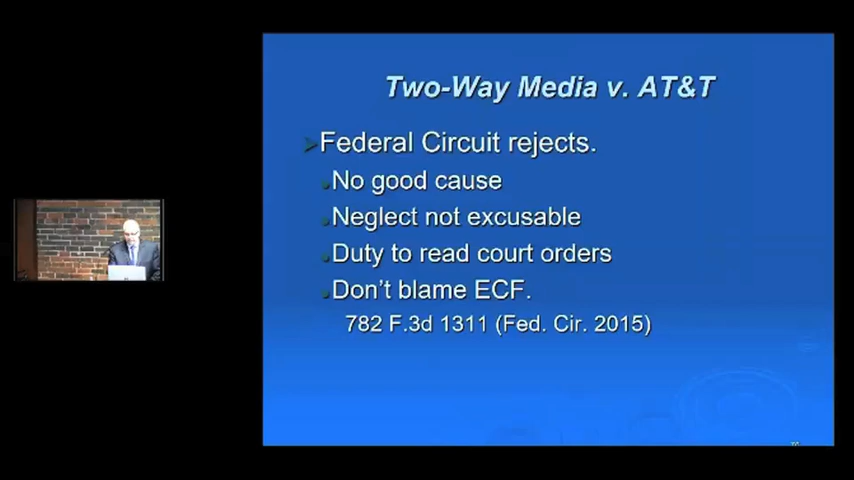 Two-Way Media v. AT&T
Federal Circuit rejects.
No good cause
Neglect not excusable
Duty to read court orders
Don't blame ECF.
782 F.3d 1311 (Fed. Cir. 2015)